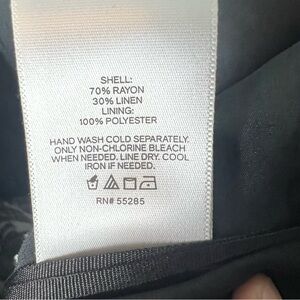 SHELL:
70% RAYON
30% LINEN
LINING:
100% POLYESTER
HAND WASH COLD SEPARATELY.
ONLY NON-CHLORINE BLEACH
WHEN NEEDED. LINE DRY. COOL
IRON IF NEEDED.
RN# 55285